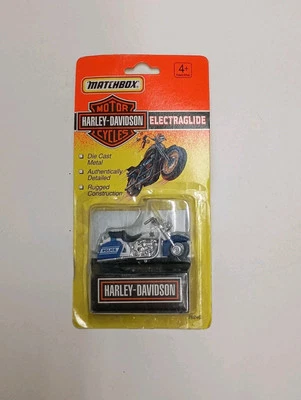 MATCHBOX
4+
MOTOR
HARLEY-DAVIDSON
CYCLES
ELECTRAGLIDE
Die Cast
Metal
Authentically
Detailed
Rugged
Construction
HARLEY-DAVIDSON